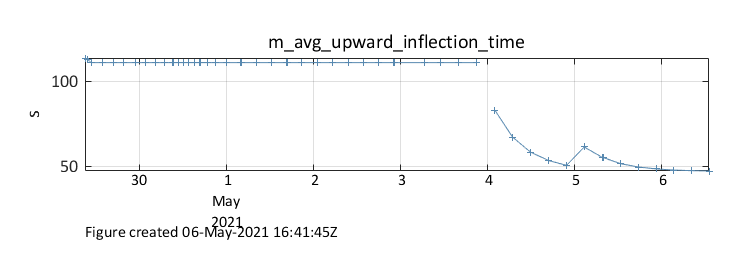 m_avg_upward_inflection_time
100
s
50
30 1 2 3 4 5 6
May
2021
Figure created 06-May-2021 16:41:45Z